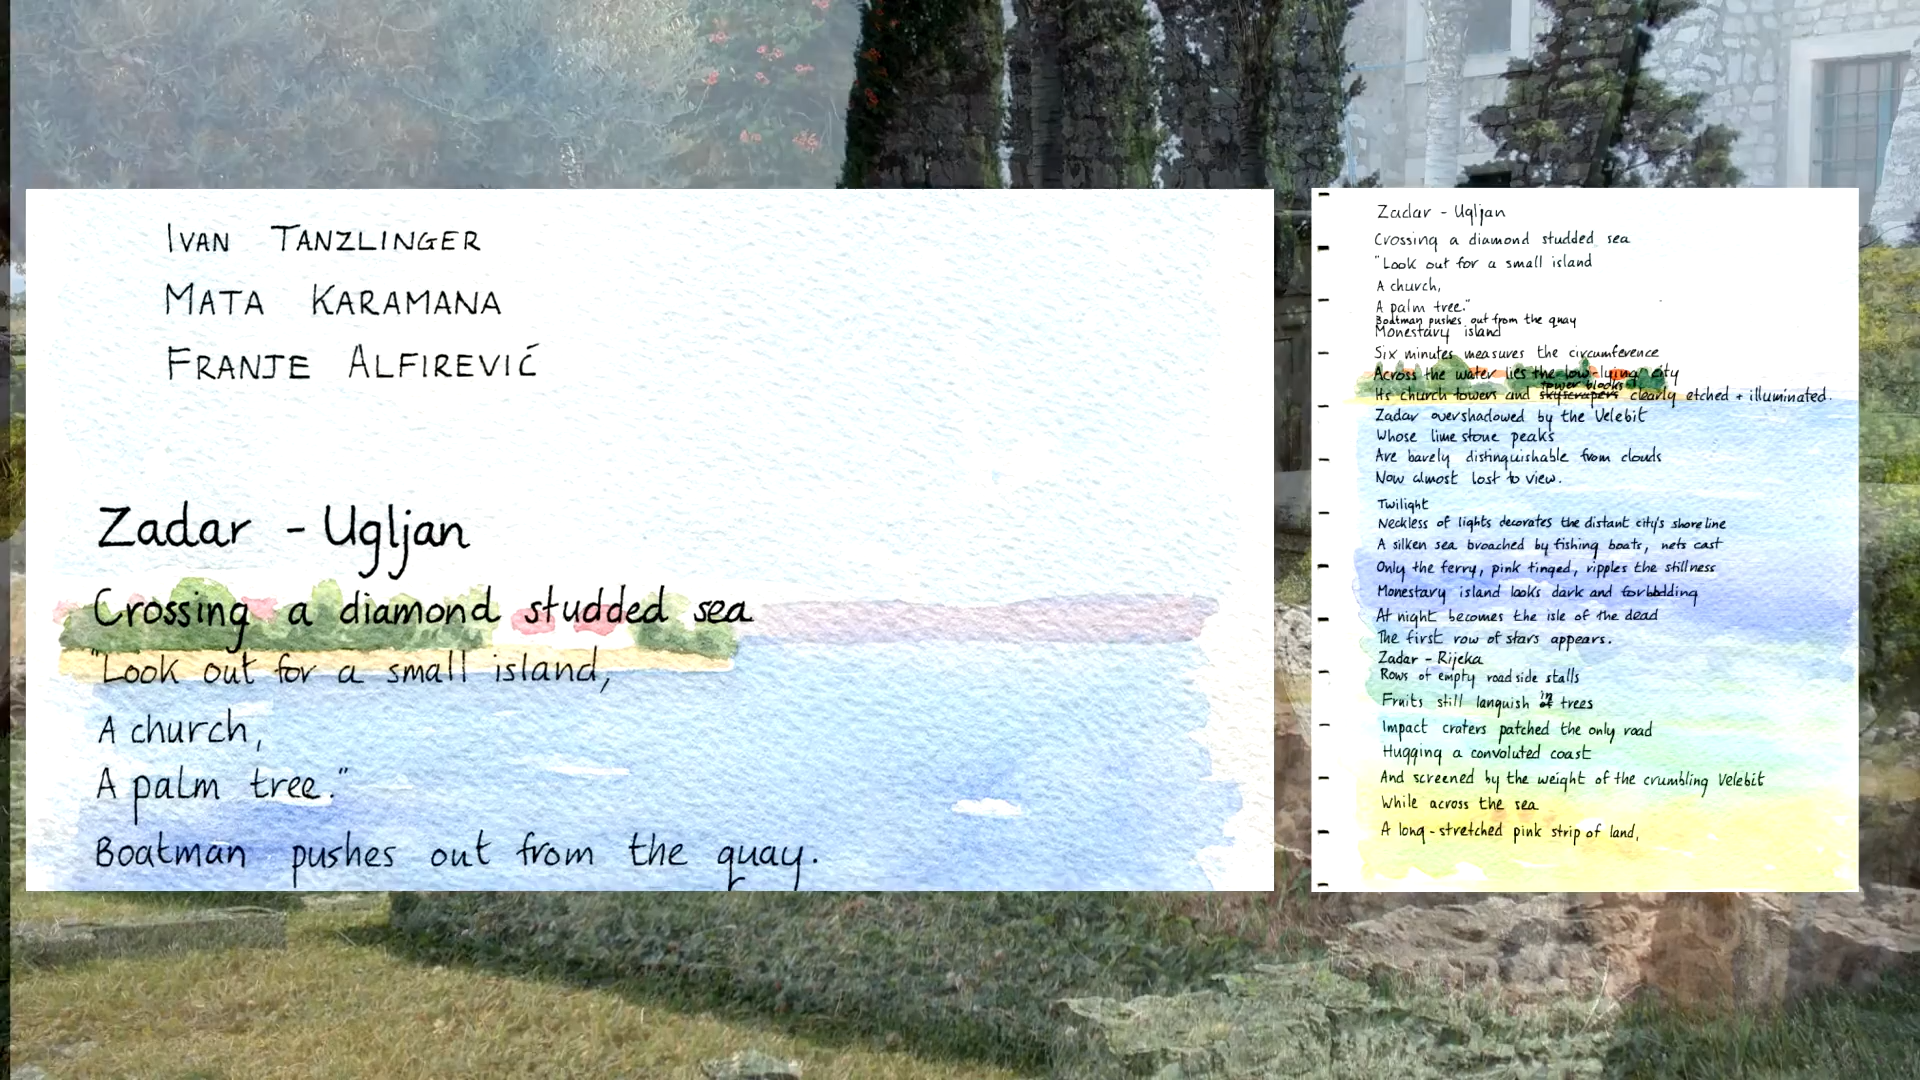 IVAN TANZLINGER
MATA KARAMANA
FRANJE ALFIREVIĆ
Zadar - Ugljan
Crossing a diamond studded sea
"Look out for a small island,
A church,
A palm tree."
Boatman pushes out from the quay.
Zadar - Ugljan
Crossing a diamond studded sea
"Look out for a small island
A church,
A palm tree."
Boatman pushes out from the quay
Monestary island
Six minutes measures the circumference
Across the water lies the low-lying city
tower blocks
Its church towers and skyscrapers clearly etched + illuminated.
Zadar overshadowed by the Velebit
Whose lime stone peaks
Are barely distinguishable from clouds
Now almost lost to view.
Twilight
Neckless of lights decorates the distant city's shoreline
A silken sea broached by fishing boats, nets cast
Only the ferry, pink tinged, ripples the stillness
Monestary island looks dark and
At night becomes the isle of the dead
The first row of stars appears.
Zadar - Rijeka
Rows of empty roadside stalls
Fruits still languish in trees
Impact craters patched the only road
Hugging a convoluted coast
And screened by the weight of the crumbling Velebit
While across the sea
A long-stretched pink strip of land,